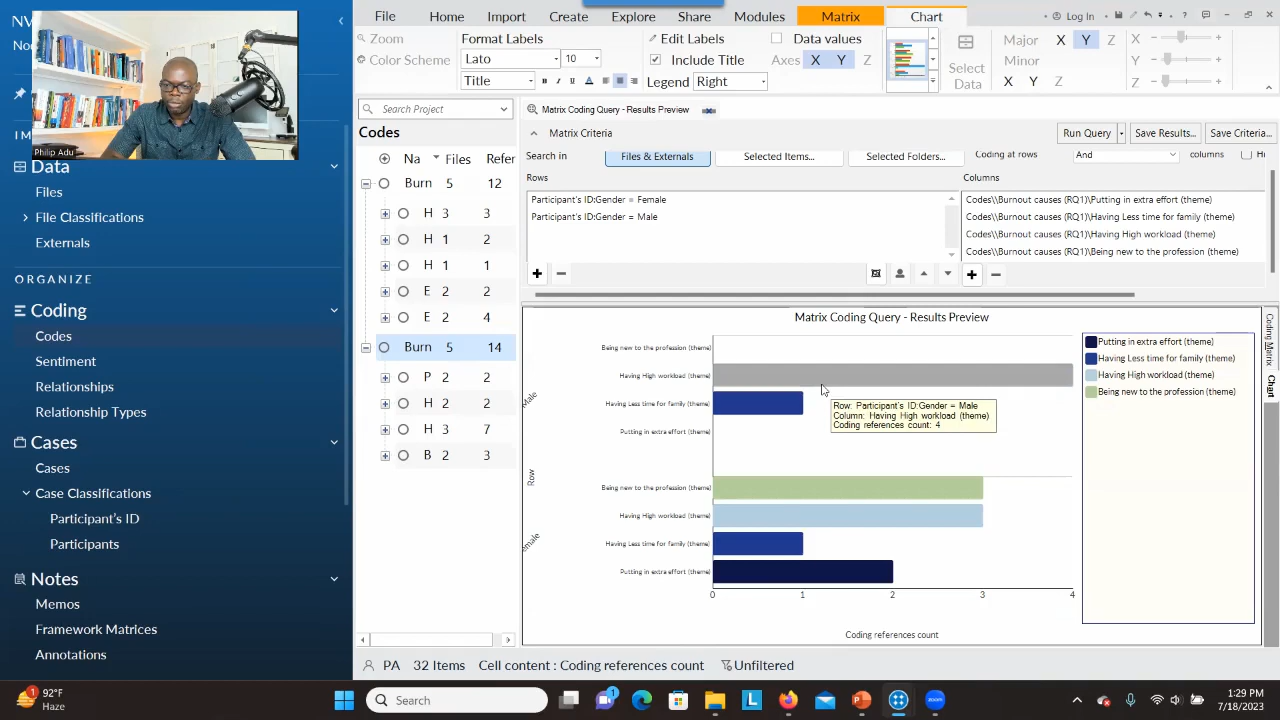 NV
File Home Import Create Explore Share Modules Matrix Chart Log In
Zoom
Color Scheme
Format Labels
Lato 10
Title B I U A
Edit Labels
Include Title
Legend Right
Data values
Axes X Y Z
Select
Data
Major X Y Z
Minor X Y Z
X
Y
Z
Philip Adu
Data
Files
File Classifications
Externals
ORGANIZE
Coding
Codes
Sentiment
Relationships
Relationship Types
Cases
Cases
Case Classifications
Participant's ID
Participants
Notes
Memos
Framework Matrices
Annotations
Search Project
Codes
Na Files Refer
Burn 5 12
H 3 3
H 1 2
H 1 1
E 2 2
E 2 4
Burn 5 14
P 2 2
H 2 2
H 3 7
B 2 3
Matrix Coding Query - Results Preview
Matrix Criteria
Run Query Save Results... Save Criteria...
Search in Files & Externals Selected Items... Selected Folders... Coding at rows And columns
Rows
Participant's ID:Gender = Female
Participant's ID:Gender = Male
Columns
Codes\\Burnout causes (RQ1)\Putting in extra effort (theme)
Codes\\Burnout causes (RQ1)\Having Less time for family (theme)
Codes\\Burnout causes (RQ1)\Having High workload (theme)
Codes\\Burnout causes (RQ1)\Being new to the profession (theme)
Matrix Coding Query - Results Preview
Being new to the profession (theme)
Having High workload (theme)
Having Less time for family (theme)
Putting in extra effort (theme)
Male
Row
Being new to the profession (theme)
Having High workload (theme)
Having Less time for family (theme)
Putting in extra effort (theme)
emale
0 1 2 3 4
Coding references count
Row: Participant's ID:Gender = Male
Column: Having High workload (theme)
Coding references count: 4
Putting in extra effort (theme)
Having Less time for family (theme)
Having High workload (theme)
Being new to the profession (theme)
Coding Matrix
Chart
PA 32 Items Cell content : Coding references count Unfiltered
1
92°F
Haze
Search
1
1:29 PM
7/18/2023